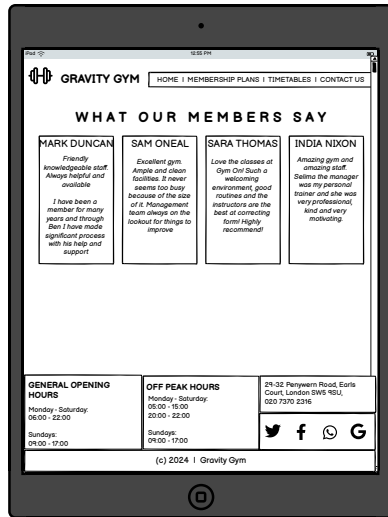 iPad
12:55 PM
GRAVITY GYM
HOME I MEMBERSHIP PLANS I TIMETABLES I CONTACT US
WHAT OUR MEMBERS SAY
MARK DUNCAN
Friendly
knowledgeable staff.
Always helpful and
available
I have been a
member for many
years and through
Ben I have made
significant process
with his help and
support
SAM ONEAL
Excellent gym.
Ample and clean
facilities. It never
seems too busy
because of the size
of it. Management
team always on the
lookout for things to
improve
SARA THOMAS
Love the classes at
Gym On! Such a
welcoming
environment, good
routines and the
instructors are the
best at correcting
form! Highly
recommend!
INDIA NIXON
Amazing gym and
amazing staff.
Selima the manager
was my personal
trainer and she was
very professional,
kind and very
motivating.
GENERAL OPENING
HOURS
Monday - Saturday:
06:00 - 22:00
Sundays:
09:00 - 17:00
OFF PEAK HOURS
Monday - Saturday:
05:00 - 15:00
20:00 - 22:00
Sundays:
09:00 - 17:00
29-32 Penywern Road, Earls
Court, London SW5 9SU,
020 7370 2316
(c) 2024 I Gravity Gym